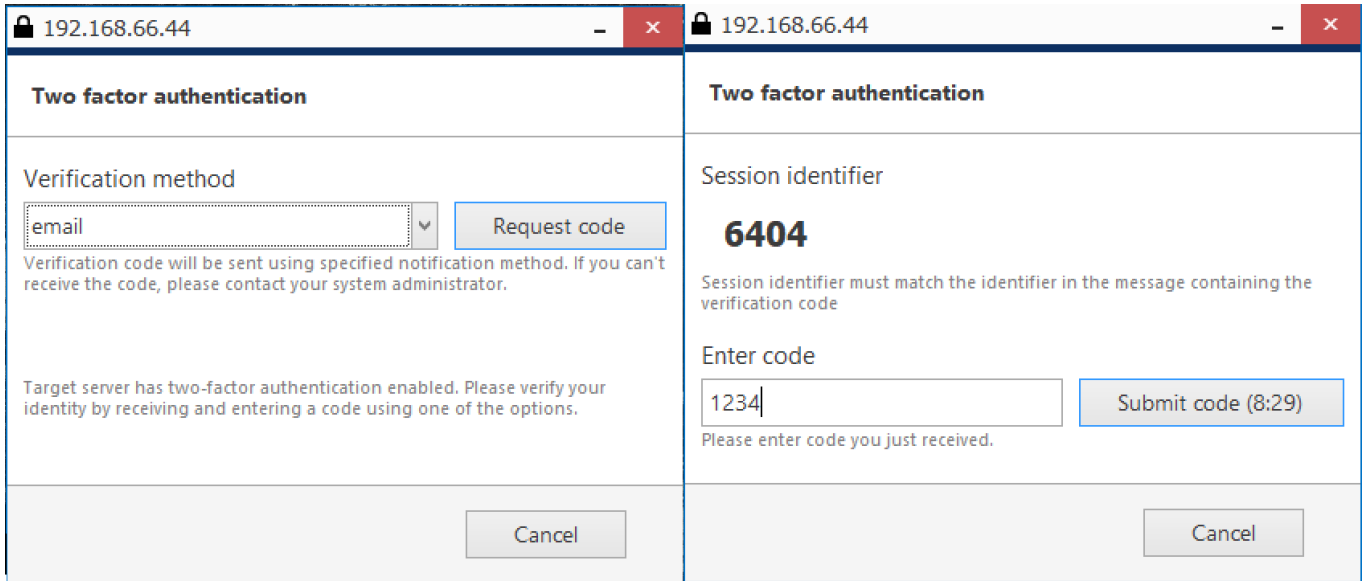 192.168.66.44
Two factor authentication
Verification method
email
Request code
Verification code will be sent using specified notification method. If you can't
receive the code, please contact your system administrator.
Target server has two-factor authentication enabled. Please verify your
identity by receiving and entering a code using one of the options.
Cancel
192.168.66.44
Two factor authentication
Session identifier
6404
Session identifier must match the identifier in the message containing the
verification code
Enter code
1234
Submit code (8:29)
Please enter code you just received.
Cancel